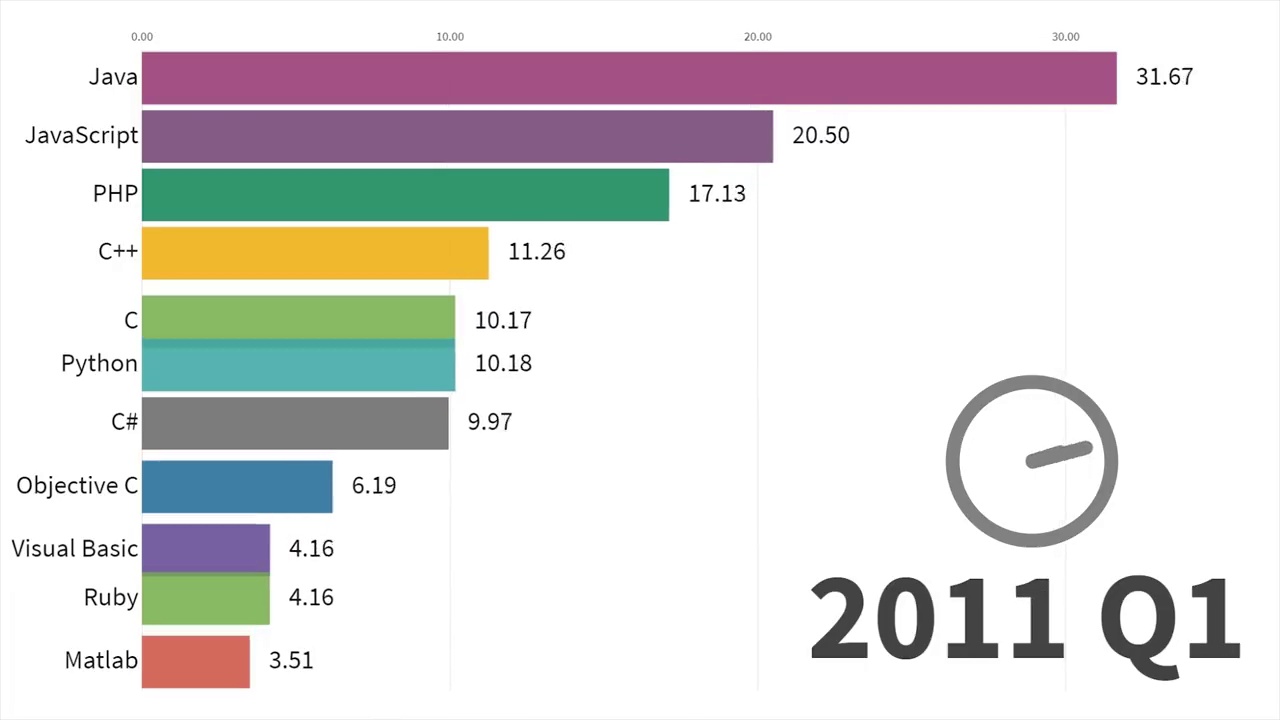 0.00 10.00 20.00 30.00
Java 31.67
JavaScript 20.50
PHP 17.13
C++ 11.26
C 10.17
Python 10.18
C# 9.97
Objective C 6.19
Visual Basic 4.16
Ruby 4.16
Matlab 3.51
2011 Q1